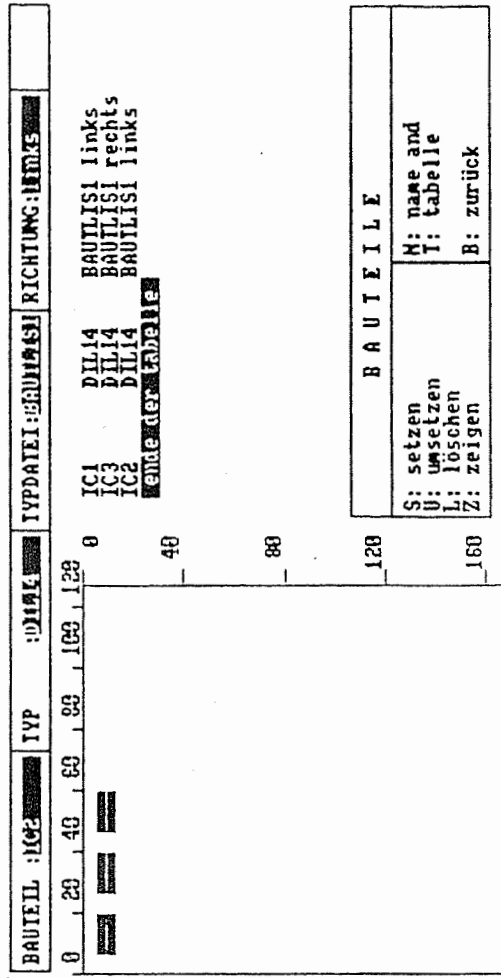 BAUTEIL :IC2 TYP :DIL14 TYPDATEI:BAUTLIS1 RICHTUNG:links
0 20 40 60 80 100 120
0
40
120
160
IC1 DIL14 BAUTLIS1 links
IC3 DIL14 BAUTLIS1 rechts
IC2 DIL14 BAUTLIS1 links
ende der tabelle
BAUTEILE
S: setzen N: name and
U: umsetzen T: tabelle
L: löschen
Z: zeigen B: zurück